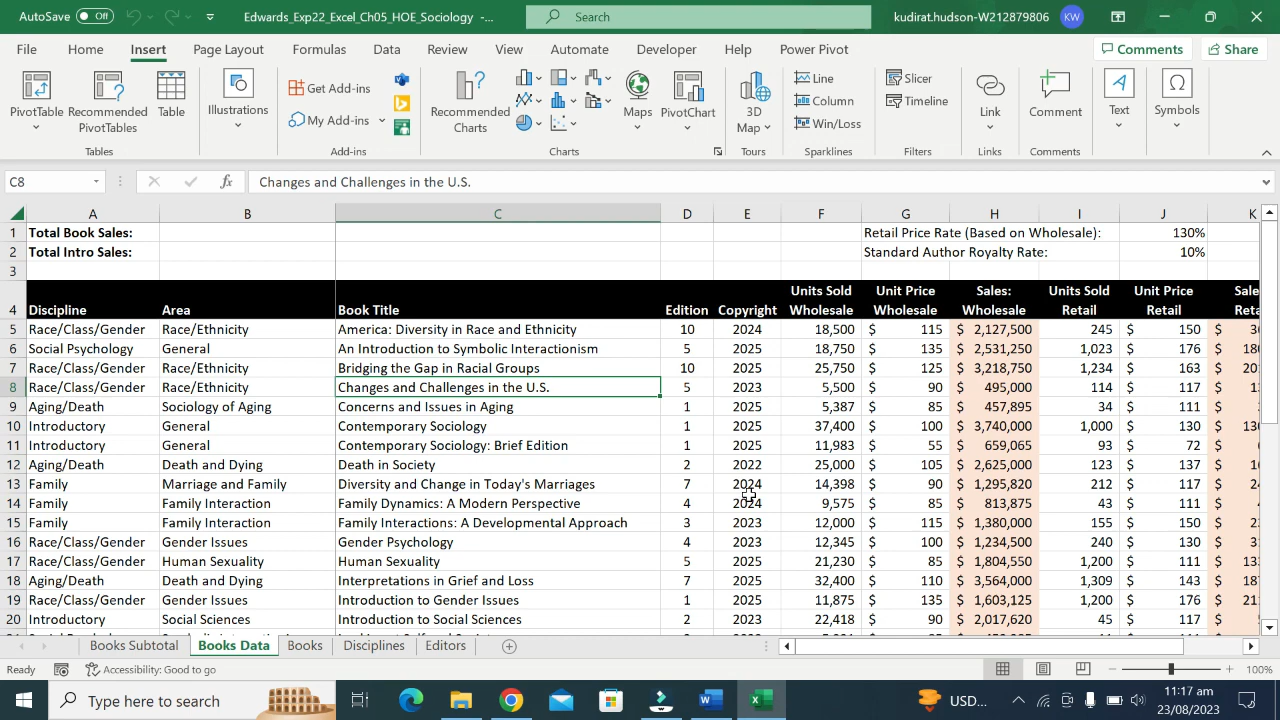 AutoSave Off Edwards_Exp22_Excel_Ch05_HOE_Sociology -... Search kudirat.hudson-W212879806 KW
File Home Insert Page Layout Formulas Data Review View Automate Developer Help Power Pivot Comments Share
PivotTable Recommended PivotTables Table Illustrations Get Add-ins My Add-ins Recommended Charts Maps PivotChart 3D Map Line Column Win/Loss Slicer Timeline Link Comment Text Symbols
Tables Add-ins Charts Tours Sparklines Filters Links Comments
C8 fx Changes and Challenges in the U.S.
A B C D E F G H I J K
1 Total Book Sales: Retail Price Rate (Based on Wholesale): 130%
2 Total Intro Sales: Standard Author Royalty Rate: 10%
3
Units Sold Unit Price Sales: Units Sold Unit Price Sale
4 Discipline Area Book Title Edition Copyright Wholesale Wholesale Wholesale Retail Retail Reta
5 Race/Class/Gender Race/Ethnicity America: Diversity in Race and Ethnicity 10 2024 18,500 $ 115 $ 2,127,500 245 $ 150 $ 3
6 Social Psychology General An Introduction to Symbolic Interactionism 5 2025 18,750 $ 135 $ 2,531,250 1,023 $ 176 $ 18
7 Race/Class/Gender Race/Ethnicity Bridging the Gap in Racial Groups 10 2025 25,750 $ 125 $ 3,218,750 1,234 $ 163 $ 20
8 Race/Class/Gender Race/Ethnicity Changes and Challenges in the U.S. 5 2023 5,500 $ 90 $ 495,000 114 $ 117 $ 1
9 Aging/Death Sociology of Aging Concerns and Issues in Aging 1 2025 5,387 $ 85 $ 457,895 34 $ 111 $
10 Introductory General Contemporary Sociology 1 2025 37,400 $ 100 $ 3,740,000 1,000 $ 130 $ 13
11 Introductory General Contemporary Sociology: Brief Edition 1 2025 11,983 $ 55 $ 659,065 93 $ 72 $
12 Aging/Death Death and Dying Death in Society 2 2022 25,000 $ 105 $ 2,625,000 123 $ 137 $ 1
13 Family Marriage and Family Diversity and Change in Today's Marriages 7 2024 14,398 $ 90 $ 1,295,820 212 $ 117 $ 2
14 Family Family Interaction Family Dynamics: A Modern Perspective 4 2024 9,575 $ 85 $ 813,875 43 $ 111 $
15 Family Family Interaction Family Interactions: A Developmental Approach 3 2023 12,000 $ 115 $ 1,380,000 155 $ 150 $ 2
16 Race/Class/Gender Gender Issues Gender Psychology 4 2023 12,345 $ 100 $ 1,234,500 240 $ 130 $ 3
17 Race/Class/Gender Human Sexuality Human Sexuality 5 2025 21,230 $ 85 $ 1,804,550 1,200 $ 111 $ 13
18 Aging/Death Death and Dying Interpretations in Grief and Loss 7 2025 32,400 $ 110 $ 3,564,000 1,309 $ 143 $ 18
19 Race/Class/Gender Gender Issues Introduction to Gender Issues 1 2025 11,875 $ 135 $ 1,603,125 1,200 $ 176 $ 21
20 Introductory Social Sciences Introduction to Social Sciences 2 2023 22,418 $ 90 $ 2,017,620 45 $ 117 $
Books Subtotal Books Data Books Disciplines Editors
Ready Accessibility: Good to go 100%
Type here to search USD... 11:17 am
23/08/2023